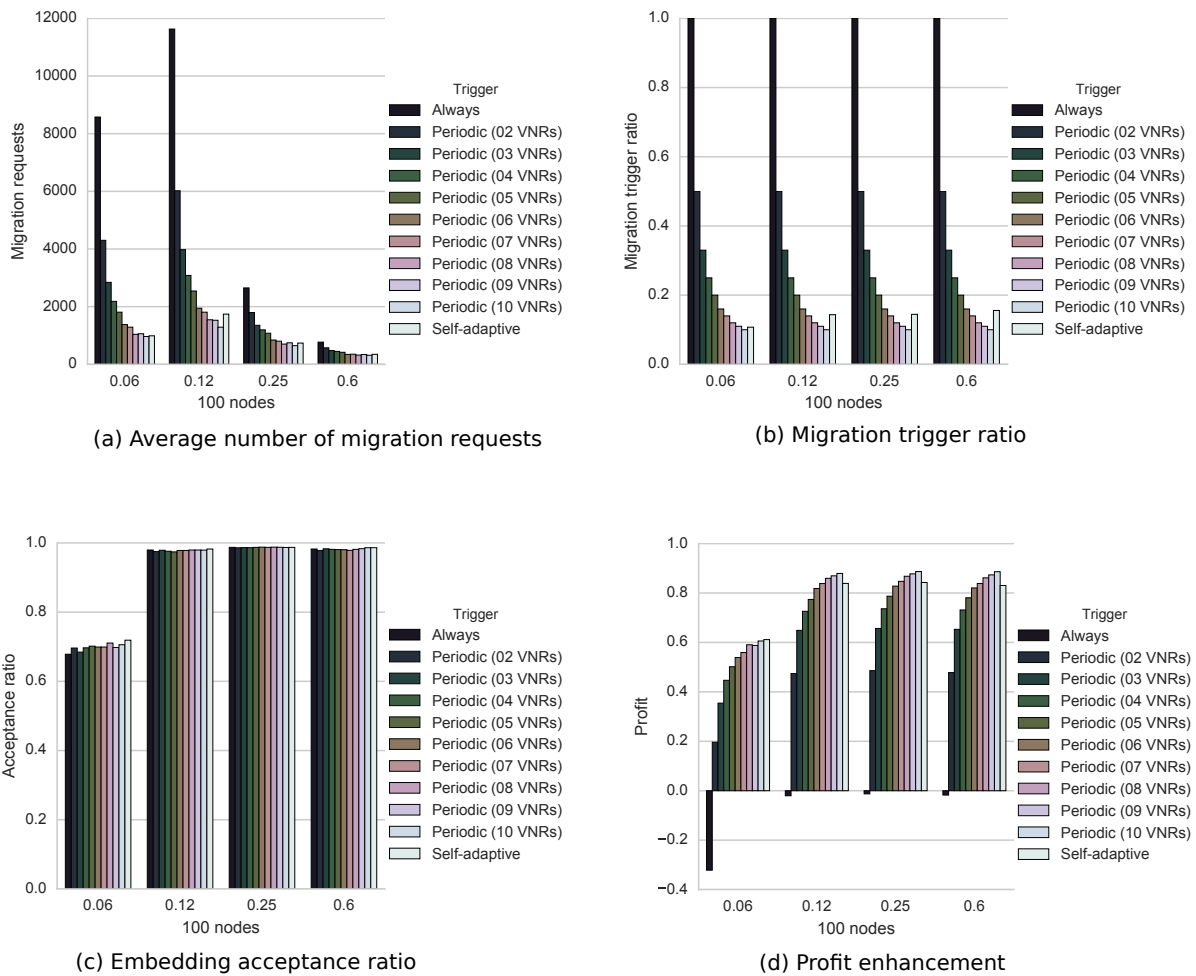 12000
10000
8000
6000
4000
2000
0
Migration requests
0.06 0.12 0.25 0.6
100 nodes
Trigger
Always
Periodic (02 VNRs)
Periodic (03 VNRs)
Periodic (04 VNRs)
Periodic (05 VNRs)
Periodic (06 VNRs)
Periodic (07 VNRs)
Periodic (08 VNRs)
Periodic (09 VNRs)
Periodic (10 VNRs)
Self-adaptive
(a) Average number of migration requests
1.0
0.8
0.6
0.4
0.2
0.0
Migration trigger ratio
0.06 0.12 0.25 0.6
100 nodes
Trigger
Always
Periodic (02 VNRs)
Periodic (03 VNRs)
Periodic (04 VNRs)
Periodic (05 VNRs)
Periodic (06 VNRs)
Periodic (07 VNRs)
Periodic (08 VNRs)
Periodic (09 VNRs)
Periodic (10 VNRs)
Self-adaptive
(b) Migration trigger ratio
1.0
0.8
0.6
0.4
0.2
0.0
Acceptance ratio
0.06 0.12 0.25 0.6
100 nodes
Trigger
Always
Periodic (02 VNRs)
Periodic (03 VNRs)
Periodic (04 VNRs)
Periodic (05 VNRs)
Periodic (06 VNRs)
Periodic (07 VNRs)
Periodic (08 VNRs)
Periodic (09 VNRs)
Periodic (10 VNRs)
Self-adaptive
(c) Embedding acceptance ratio
1.0
0.8
0.6
0.4
0.2
0.0
−0.2
−0.4
Profit
0.06 0.12 0.25 0.6
100 nodes
Trigger
Always
Periodic (02 VNRs)
Periodic (03 VNRs)
Periodic (04 VNRs)
Periodic (05 VNRs)
Periodic (06 VNRs)
Periodic (07 VNRs)
Periodic (08 VNRs)
Periodic (09 VNRs)
Periodic (10 VNRs)
Self-adaptive
(d) Profit enhancement